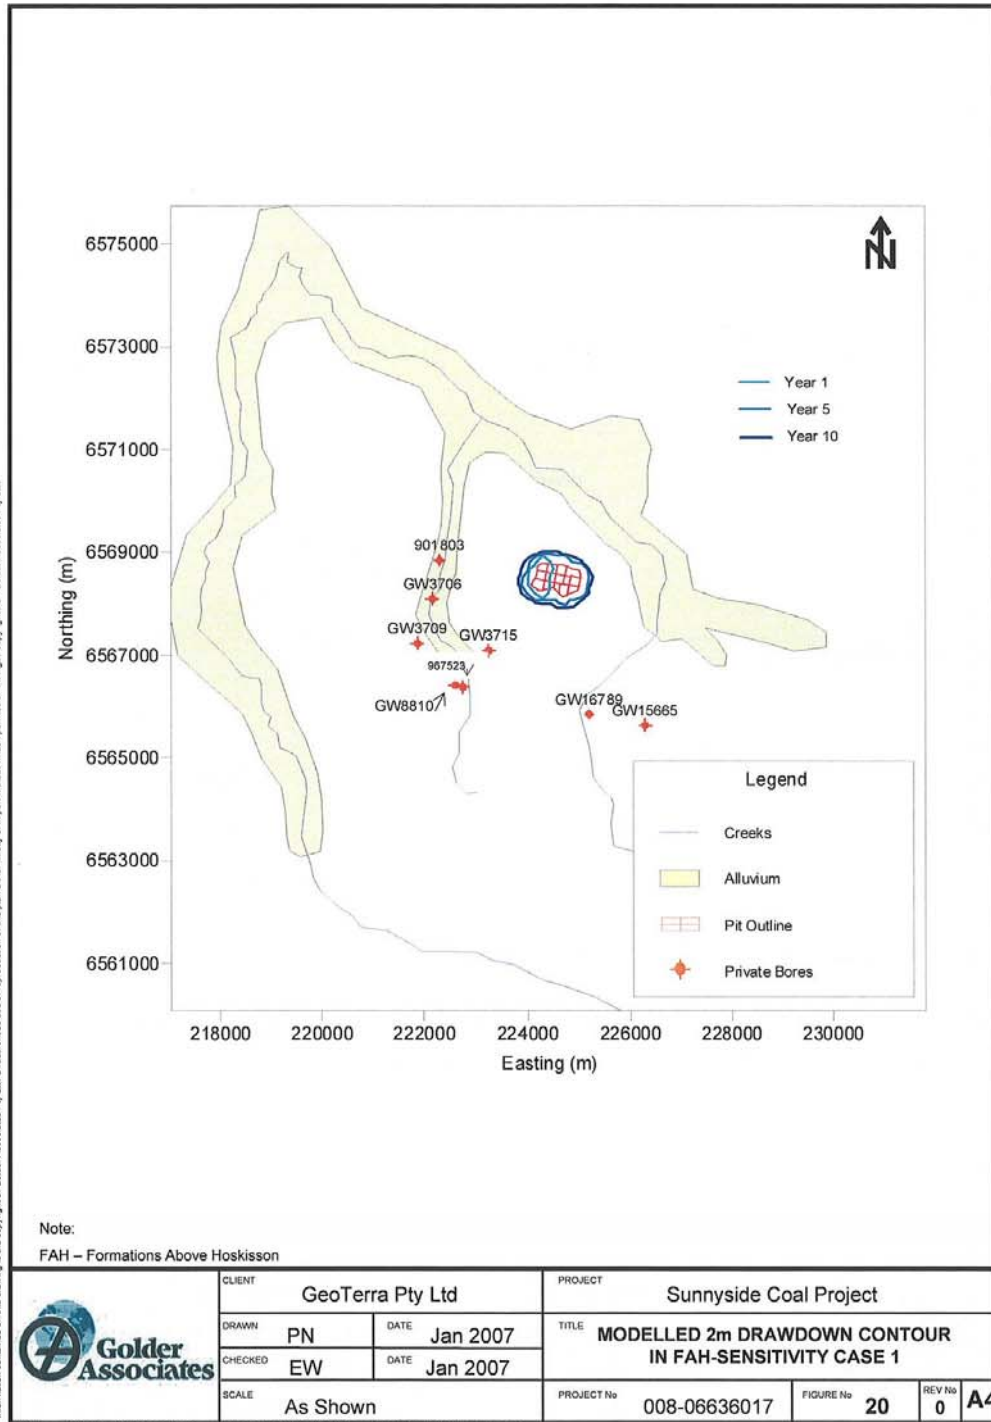 N
6575000
6573000
6571000
6569000
6567000
6565000
6563000
6561000
Northing (m)
Year 1
Year 5
Year 10
901803
GW3706
GW3709
GW3715
967523
GW8810
GW16789
GW15665
Legend
Creeks
Alluvium
Pit Outline
Private Bores
218000 220000 222000 224000 226000 228000 230000
Easting (m)
Note:
FAH – Formations Above Hoskisson
Golder
Associates
CLIENT
GeoTerra Pty Ltd
PROJECT
Sunnyside Coal Project
DRAWN PN
DATE Jan 2007
TITLE MODELLED 2m DRAWDOWN CONTOUR
IN FAH-SENSITIVITY CASE 1
CHECKED EW
DATE Jan 2007
SCALE
As Shown
PROJECT No 008-06636017
FIGURE No 20
REV No 0
A4